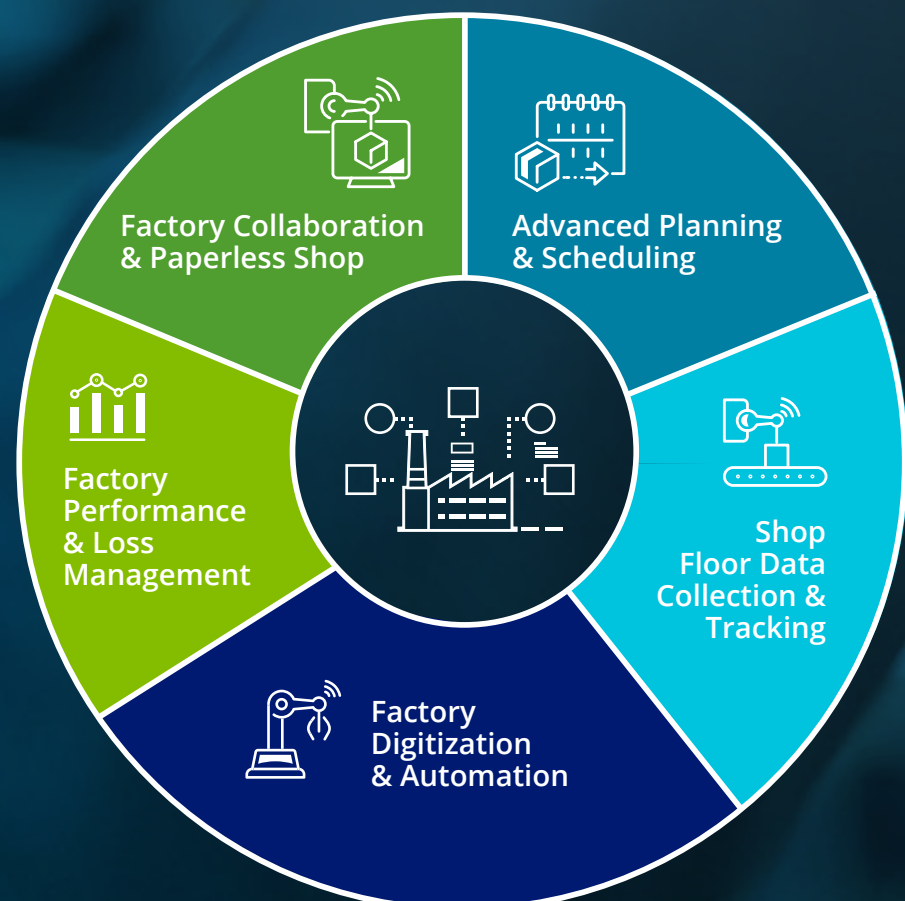 Factory Collaboration
& Paperless Shop
Advanced Planning
& Scheduling
Shop
Floor Data
Collection &
Tracking
Factory
Digitization
& Automation
Factory
Performance
& Loss
Management